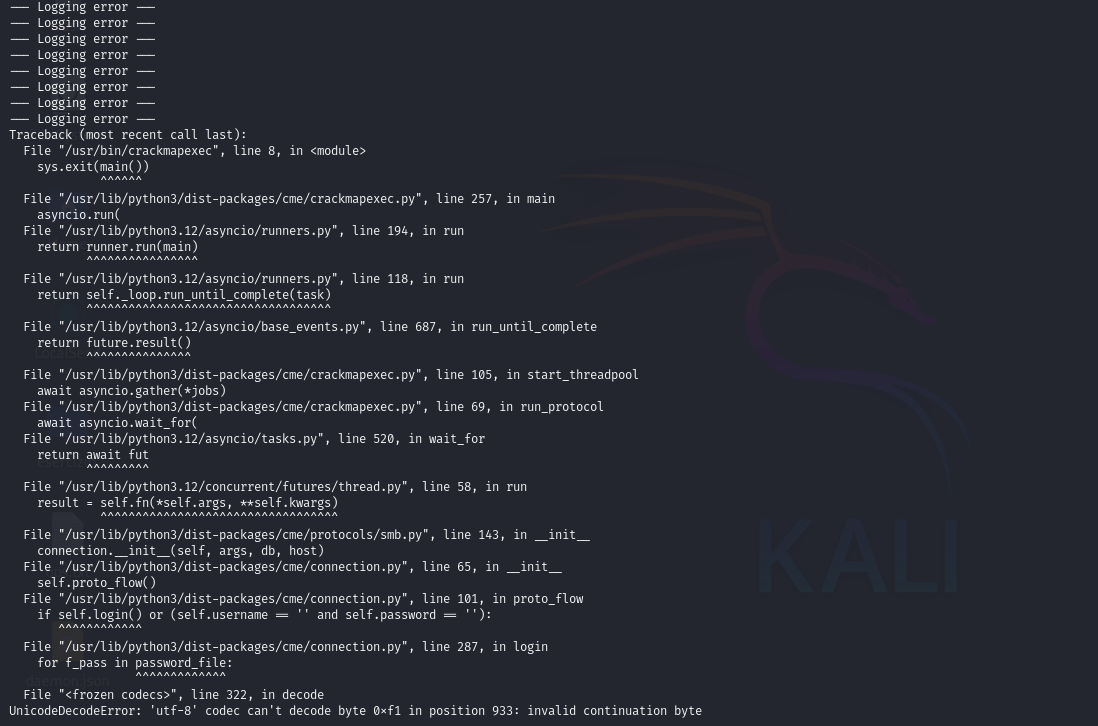 --- Logging error ---
--- Logging error ---
--- Logging error ---
--- Logging error ---
--- Logging error ---
--- Logging error ---
--- Logging error ---
--- Logging error ---
Traceback (most recent call last):
  File "/usr/bin/crackmapexec", line 8, in <module>
    sys.exit(main())
             ^^^^^^
  File "/usr/lib/python3/dist-packages/cme/crackmapexec.py", line 257, in main
    asyncio.run(
  File "/usr/lib/python3.12/asyncio/runners.py", line 194, in run
    return runner.run(main)
           ^^^^^^^^^^^^^^^^
  File "/usr/lib/python3.12/asyncio/runners.py", line 118, in run
    return self._loop.run_until_complete(task)
           ^^^^^^^^^^^^^^^^^^^^^^^^^^^^^^^^^^^
  File "/usr/lib/python3.12/asyncio/base_events.py", line 687, in run_until_complete
    return future.result()
           ^^^^^^^^^^^^^^^
  File "/usr/lib/python3/dist-packages/cme/crackmapexec.py", line 105, in start_threadpool
    await asyncio.gather(*jobs)
  File "/usr/lib/python3/dist-packages/cme/crackmapexec.py", line 69, in run_protocol
    await asyncio.wait_for(
  File "/usr/lib/python3.12/asyncio/tasks.py", line 520, in wait_for
    return await fut
           ^^^^^^^^^
  File "/usr/lib/python3.12/concurrent/futures/thread.py", line 58, in run
    result = self.fn(*self.args, **self.kwargs)
             ^^^^^^^^^^^^^^^^^^^^^^^^^^^^^^^^^^
  File "/usr/lib/python3/dist-packages/cme/protocols/smb.py", line 143, in __init__
    connection.__init__(self, args, db, host)
  File "/usr/lib/python3/dist-packages/cme/connection.py", line 65, in __init__
    self.proto_flow()
  File "/usr/lib/python3/dist-packages/cme/connection.py", line 101, in proto_flow
    if self.login() or (self.username == '' and self.password == ''):
       ^^^^^^^^^^^^
  File "/usr/lib/python3/dist-packages/cme/connection.py", line 287, in login
    for f_pass in password_file:
                  ^^^^^^^^^^^^^
  File "<frozen codecs>", line 322, in decode
UnicodeDecodeError: 'utf-8' codec can't decode byte 0xf1 in position 933: invalid continuation byte
KALI
daemon.json